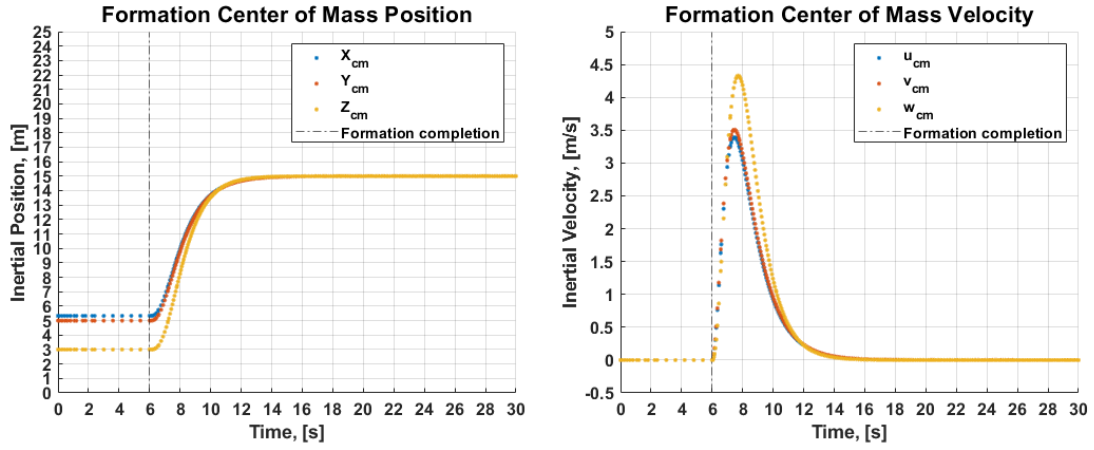 Formation Center of Mass Position
25
24
23
22
21
20
19
18
17
16
15
14
13
12
11
10
9
8
7
6
5
4
3
2
1
0
Inertial Position, [m]
X_cm
Y_cm
Z_cm
Formation completion
0 2 4 6 8 10 12 14 16 18 20 22 24 26 28 30
Time, [s]
Formation Center of Mass Velocity
5
4.5
4
3.5
3
2.5
2
1.5
1
0.5
0
-0.5
Inertial Velocity, [m/s]
u_cm
v_cm
w_cm
Formation completion
0 2 4 6 8 10 12 14 16 18 20 22 24 26 28 30
Time, [s]